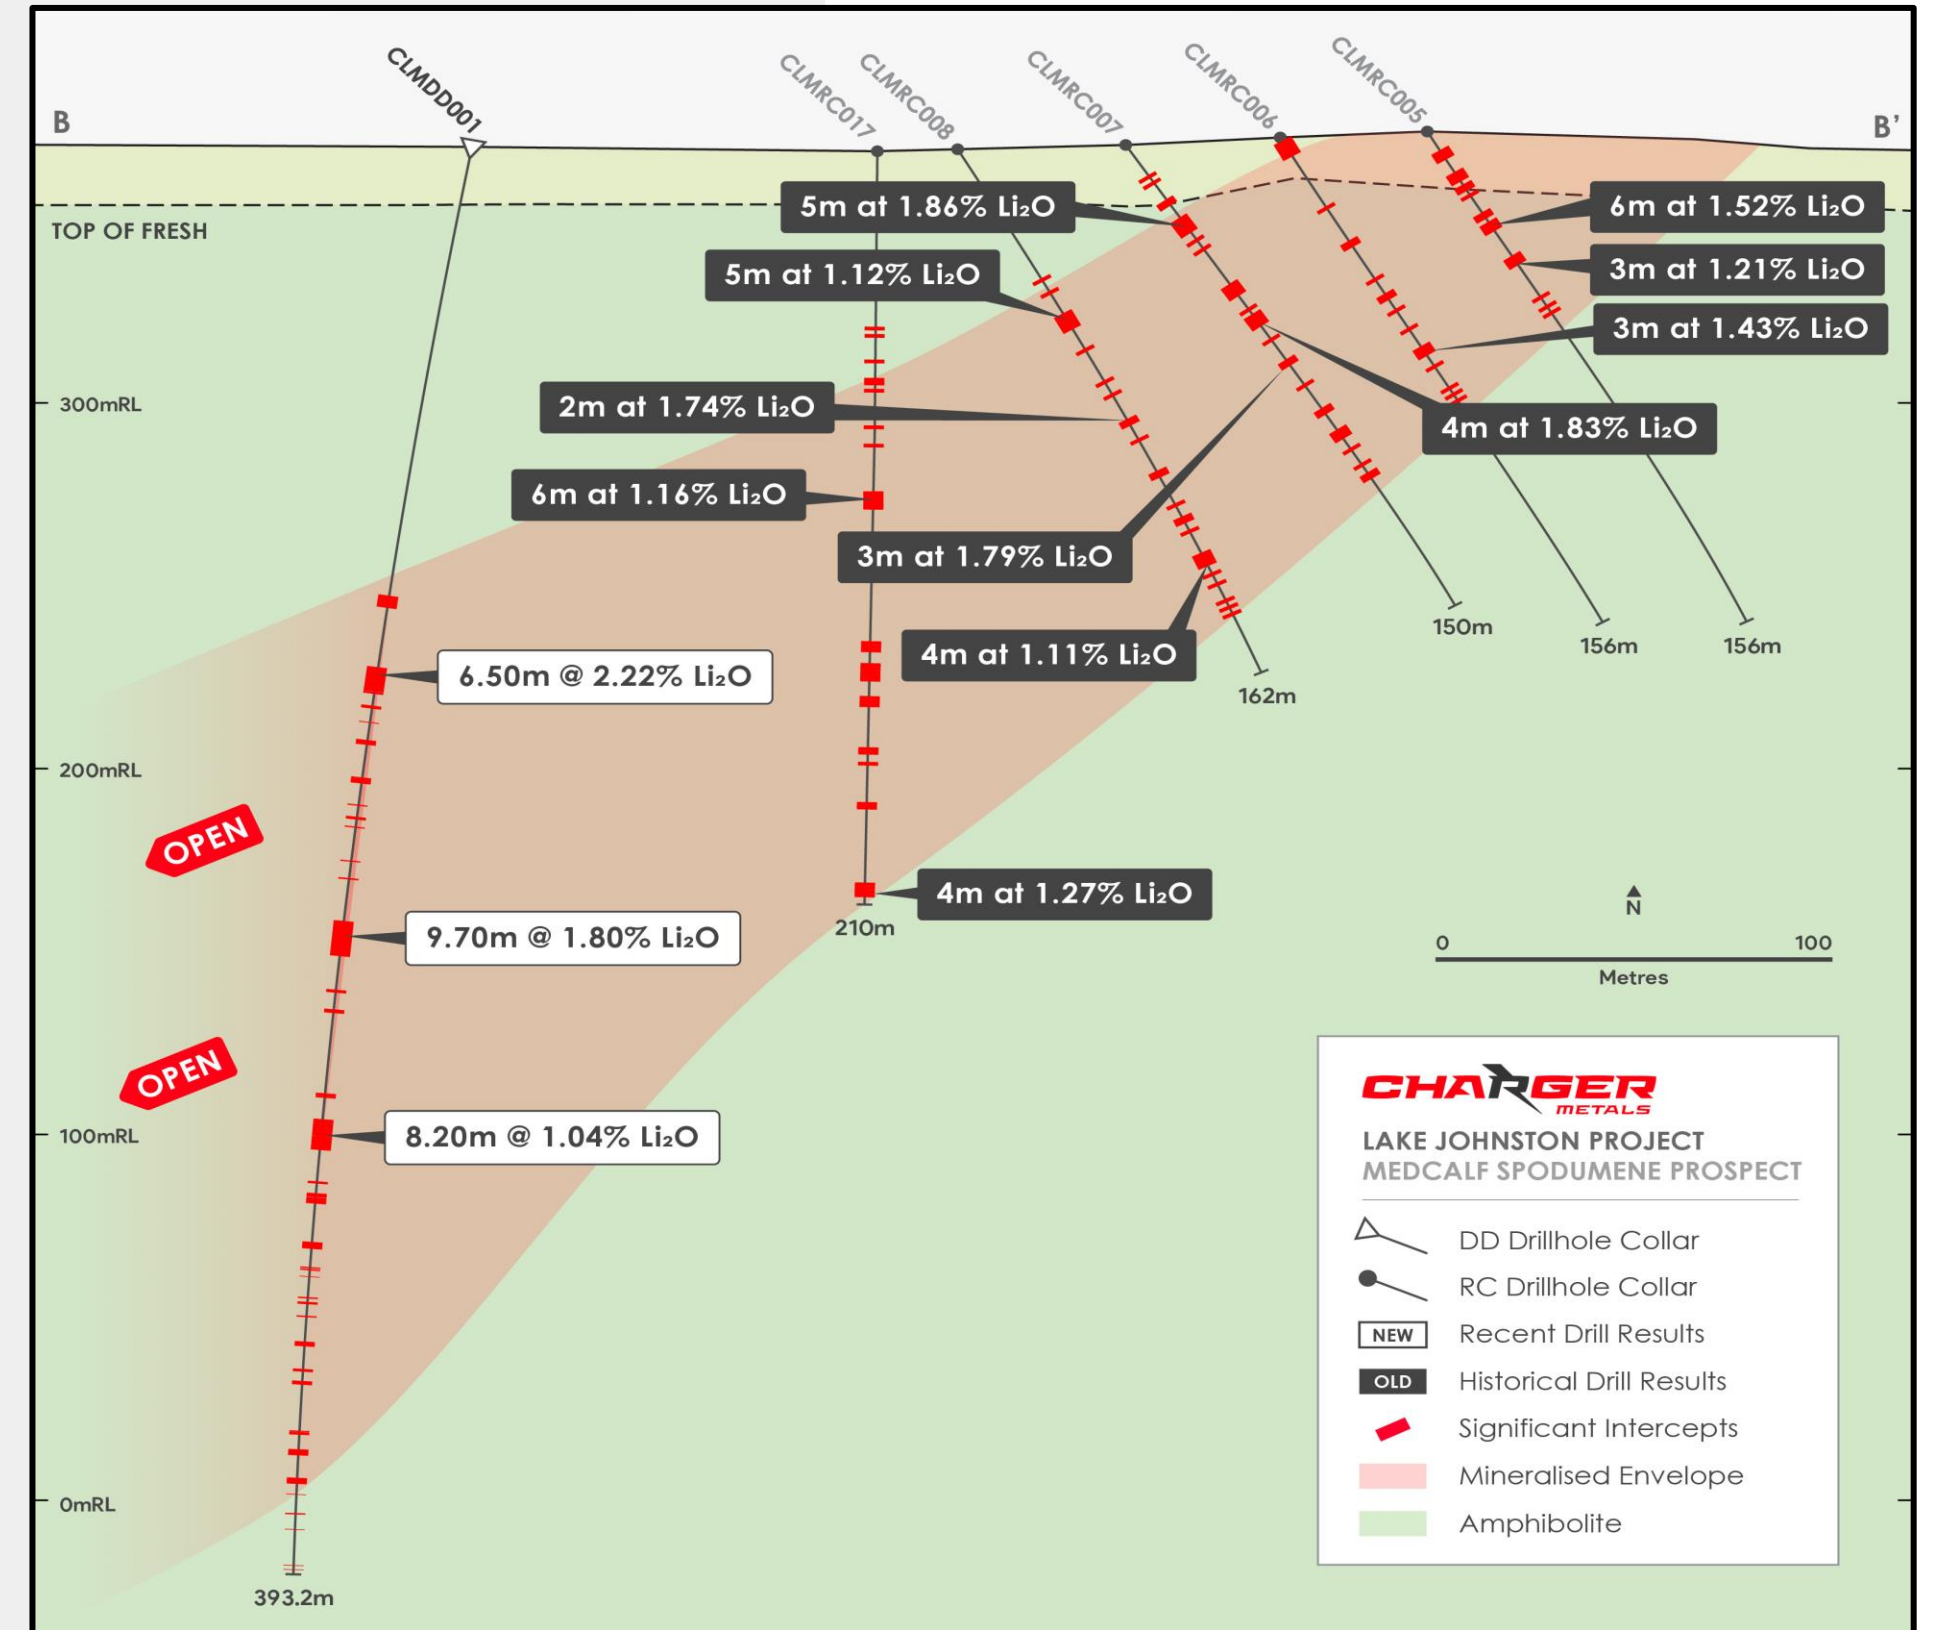 CLMDD001
CLMRC017
CLMRC008
CLMRC007
CLMRC006
CLMRC005
B
B’
TOP OF FRESH
5m at 1.86% Li₂O
6m at 1.52% Li₂O
5m at 1.12% Li₂O
3m at 1.21% Li₂O
3m at 1.43% Li₂O
300mRL
2m at 1.74% Li₂O
4m at 1.83% Li₂O
6m at 1.16% Li₂O
3m at 1.79% Li₂O
150m
156m
156m
4m at 1.11% Li₂O
162m
6.50m @ 2.22% Li₂O
200mRL
OPEN
4m at 1.27% Li₂O
210m
9.70m @ 1.80% Li₂O
N
0 100
Metres
OPEN
100mRL
8.20m @ 1.04% Li₂O
0mRL
393.2m
CHARGER
METALS
LAKE JOHNSTON PROJECT
MEDCALF SPODUMENE PROSPECT
DD Drillhole Collar
RC Drillhole Collar
NEW Recent Drill Results
OLD Historical Drill Results
Significant Intercepts
Mineralised Envelope
Amphibolite